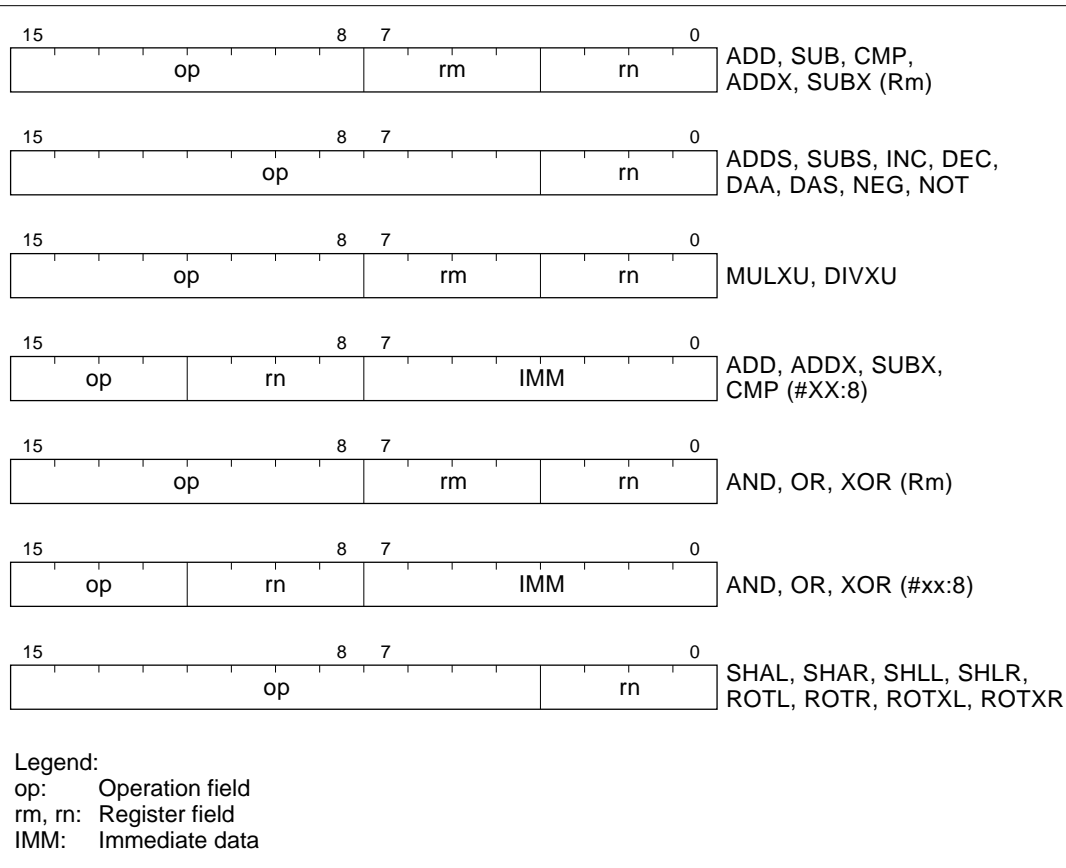 15 8 7 0
op rm rn
ADD, SUB, CMP,
ADDX, SUBX (Rm)
15 8 7 0
op rn
ADDS, SUBS, INC, DEC,
DAA, DAS, NEG, NOT
15 8 7 0
op rm rn
MULXU, DIVXU
15 8 7 0
op rn IMM
ADD, ADDX, SUBX,
CMP (#XX:8)
15 8 7 0
op rm rn
AND, OR, XOR (Rm)
15 8 7 0
op rn IMM
AND, OR, XOR (#xx:8)
15 8 7 0
op rn
SHAL, SHAR, SHLL, SHLR,
ROTL, ROTR, ROTXL, ROTXR
Legend:
op: Operation field
rm, rn: Register field
IMM: Immediate data